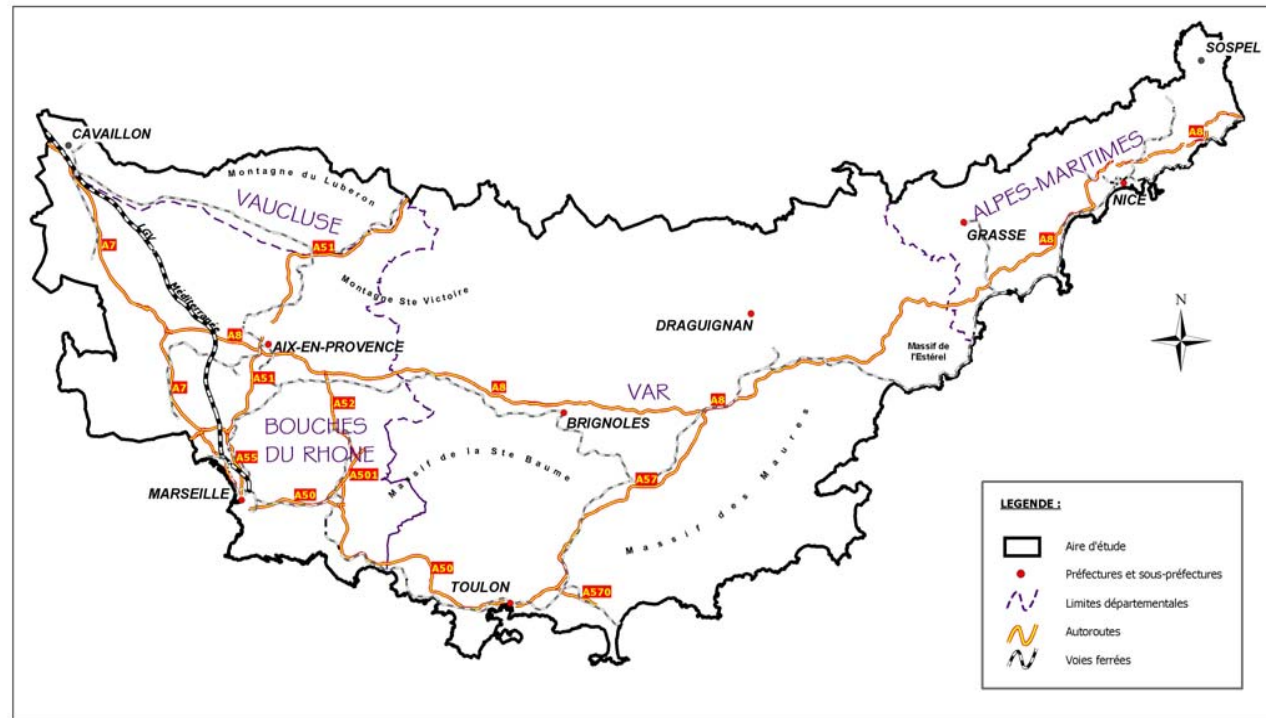 SOSPEL
CAVAILLON
A8
ALPES-MARITIMES
Montagne du Luberon
NICE
VAUCLUSE
GRASSE
LGV Méditerranée
A7
A51
A8
Montagne Ste Victoire
N
DRAGUIGNAN
A8
AIX-EN-PROVENCE
Massif de
l'Estérel
A51
A7
A52
A8
VAR
A8
BRIGNOLES
BOUCHES
DU RHONE
A55
A501
Massif de la Ste Baume
A57
Massif des Maures
MARSEILLE
A50
A50
TOULON
A570
LEGENDE :
Aire d'étude
Préfectures et sous-préfectures
Limites départementales
Autoroutes
Voies ferrées